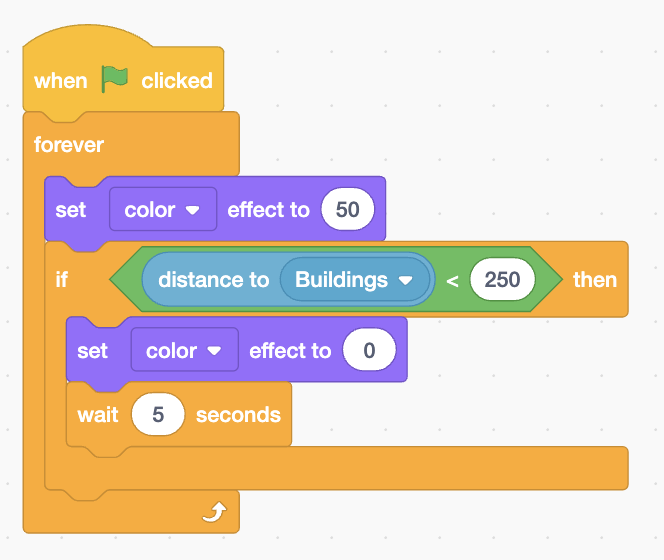 when clicked
forever
set color effect to 50
if distance to Buildings < 250 then
set color effect to 0
wait 5 seconds